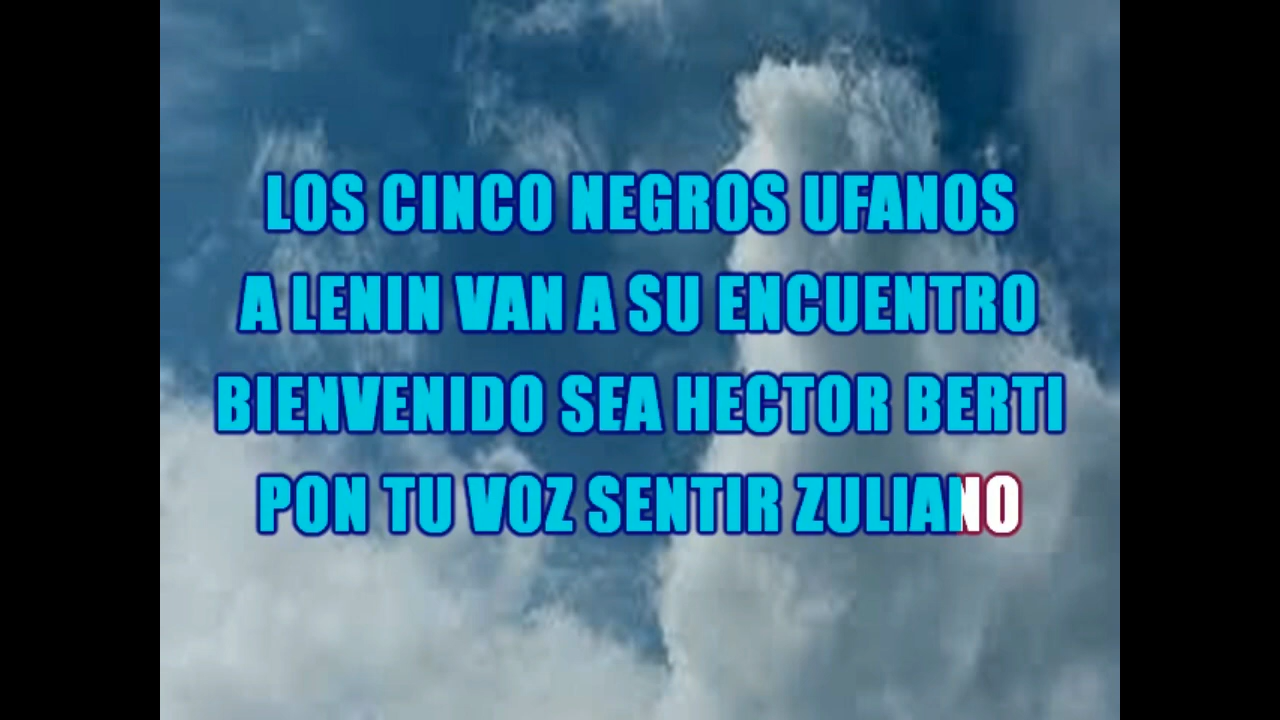 LOS CINCO NEGROS UFANOS
A LENIN VAN A SU ENCUENTRO
BIENVENIDO SEA HECTOR BERTI
PON TU VOZ SENTIR ZULIANO